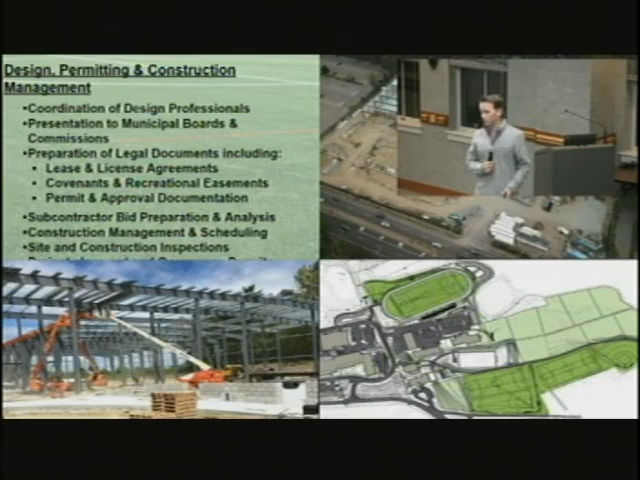 Design, Permitting & Construction
Management
•Coordination of Design Professionals
•Presentation to Municipal Boards &
Commissions
•Preparation of Legal Documents including:
▪ Lease & License Agreements
▪ Covenants & Recreational Easements
▪ Permit & Approval Documentation
•Subcontractor Bid Preparation & Analysis
•Construction Management & Scheduling
•Site and Construction Inspections